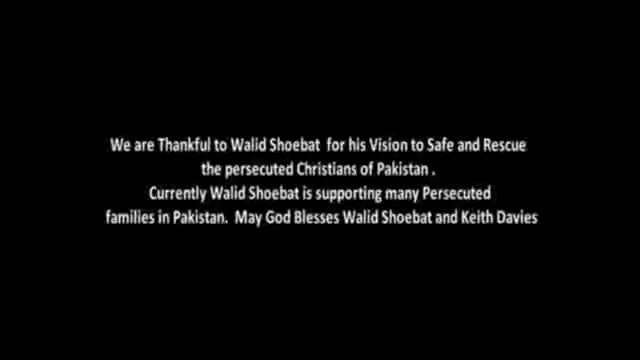 We are Thankful to Walid Shoebat for his Vision to Safe and Rescue
the persecuted Christians of Pakistan .
Currently Walid Shoebat is supporting many Persecuted
families in Pakistan. May God Blesses Walid Shoebat and Keith Davies